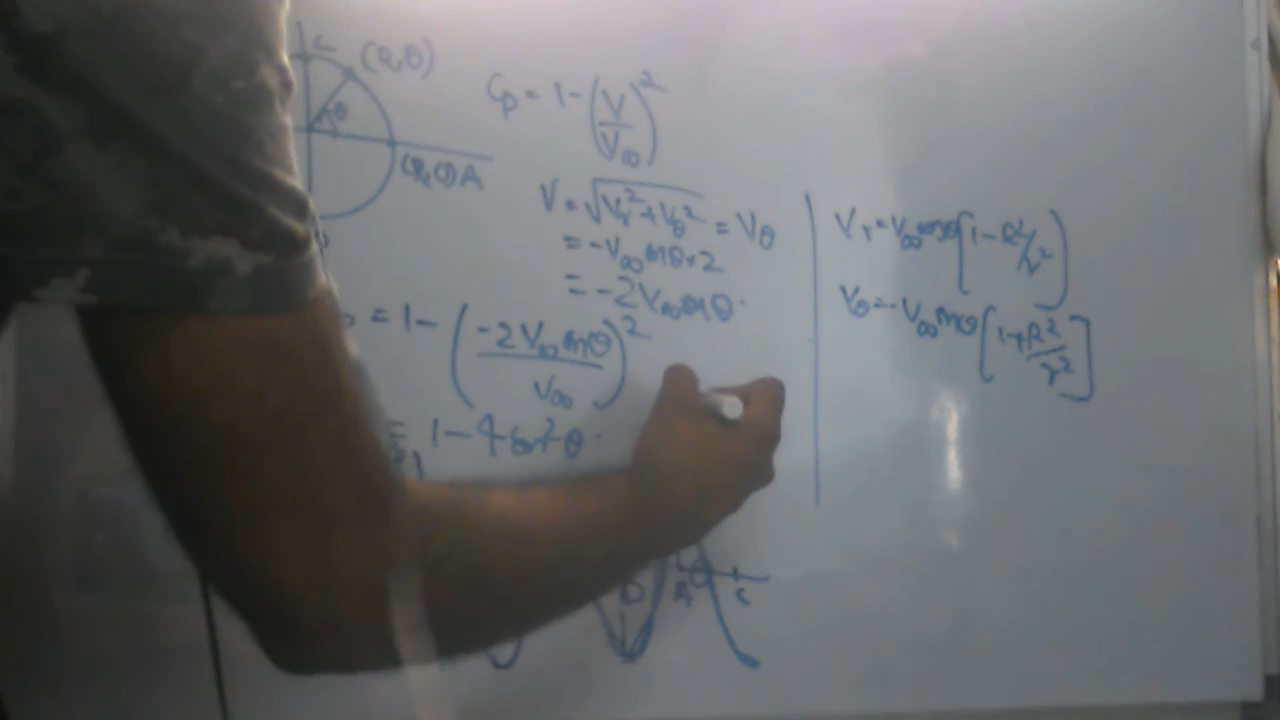 C (R,θ)
θ
(R,0) A
Cp = 1 - (V/V∞)²
V = √(Vr² + Vθ²) = Vθ
= -V∞ sinθ × 2
= -2V∞ sinθ.
= 1 - (-2V∞ sinθ / V∞)²
= 1 - 4 sin²θ.
D A C
Vr = V∞ cosθ [1 - R²/r²]
Vθ = -V∞ sinθ [1 + R²/r²]